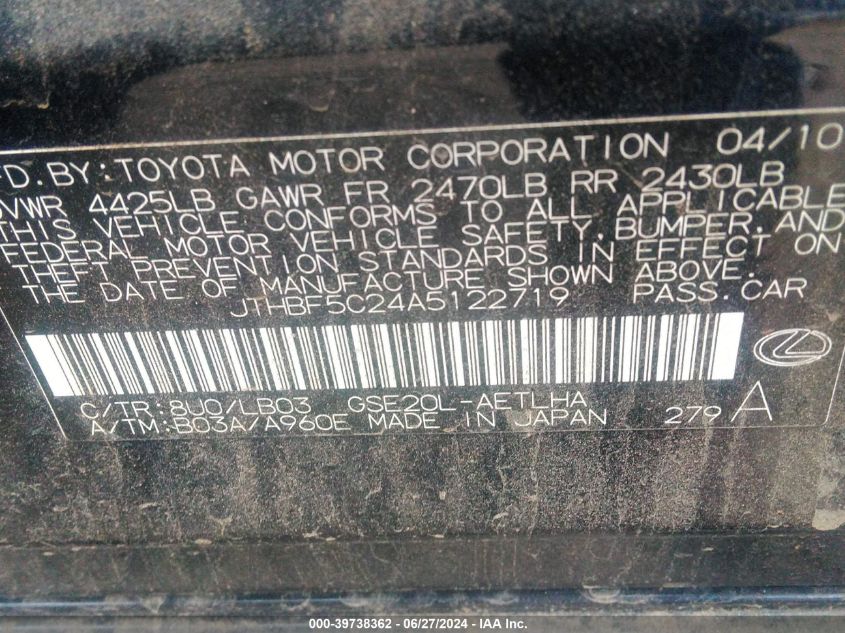 FD.BY:TOYOTA MOTOR CORPORATION 04/10
GVWR 4425LB GAWR FR 2470LB RR 2430LB
THIS VEHICLE CONFORMS TO ALL APPLICABLE
FEDERAL MOTOR VEHICLE SAFETY, BUMPER, AND
THEFT PREVENTION STANDARDS IN EFFECT ON
THE DATE OF MANUFACTURE SHOWN ABOVE.
JTHBF5C24A5122719 PASS.CAR
C/TR:8U0/LB03 GSE20L-AETLHA
A/TM:B03A/A960E MADE IN JAPAN 279 A
000-39738362 - 06/27/2024 - IAA Inc.